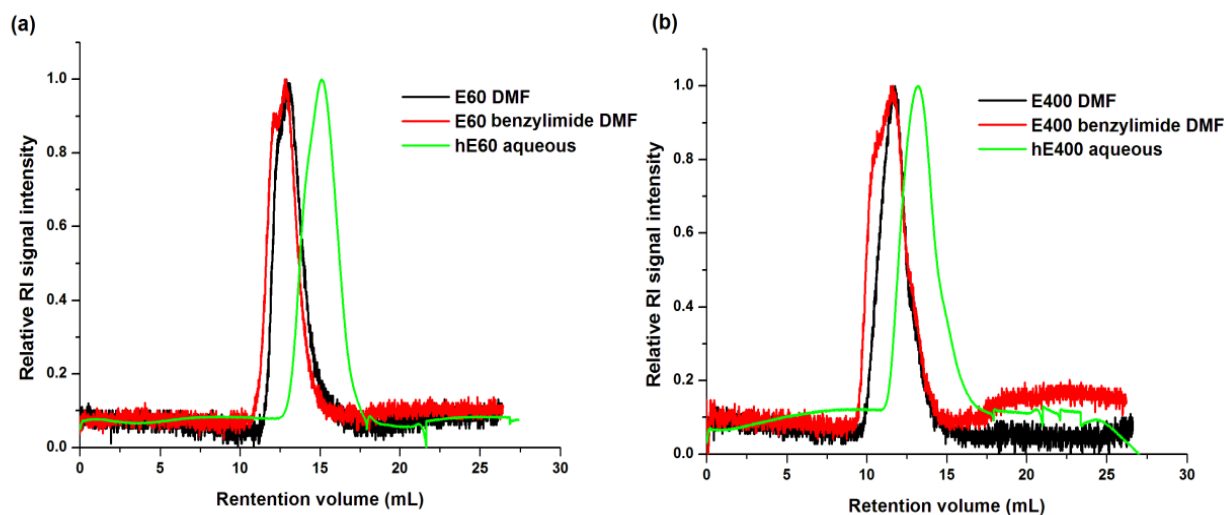 (a)
Relative RI signal intensity
1.0
0.8
0.6
0.4
0.2
0.0
0
5
10
15
20
25
30
Rentention volume (mL)
E60 DMF
E60 benzylimide DMF
hE60 aqueous
(b)
Relative RI signal intensity
1.0
0.8
0.6
0.4
0.2
0.0
0
5
10
15
20
25
30
Retention volume (mL)
E400 DMF
E400 benzylimide DMF
hE400 aqueous